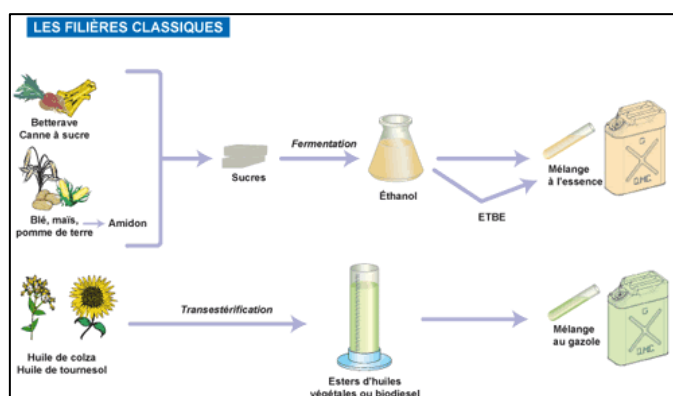 LES FILIÈRES CLASSIQUES
Betterave
Canne à sucre
Blé, maïs,
pomme de terre
Amidon
Sucres
Fermentation
Éthanol
ETBE
Mélange
à l'essence
G
Huile de colza
Huile de tournesol
Transestérification
Esters d'huiles
végétales ou biodiesel
Mélange
au gazole
G